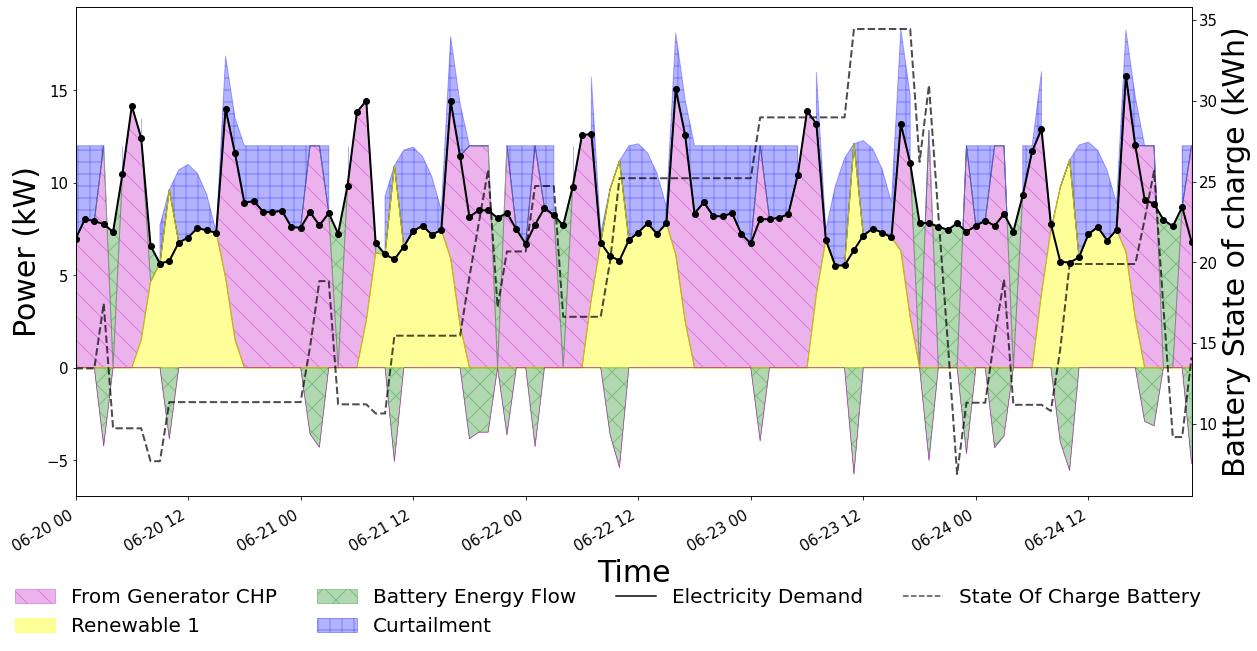 Power (kW)
15
10
5
0
−5
35
30
25
20
15
10
Battery State of charge (kWh)
06-20 00
06-20 12
06-21 00
06-21 12
06-22 00
06-22 12
06-23 00
06-23 12
06-24 00
06-24 12
Time
From Generator CHP
Battery Energy Flow
Electricity Demand
State Of Charge Battery
Renewable 1
Curtailment